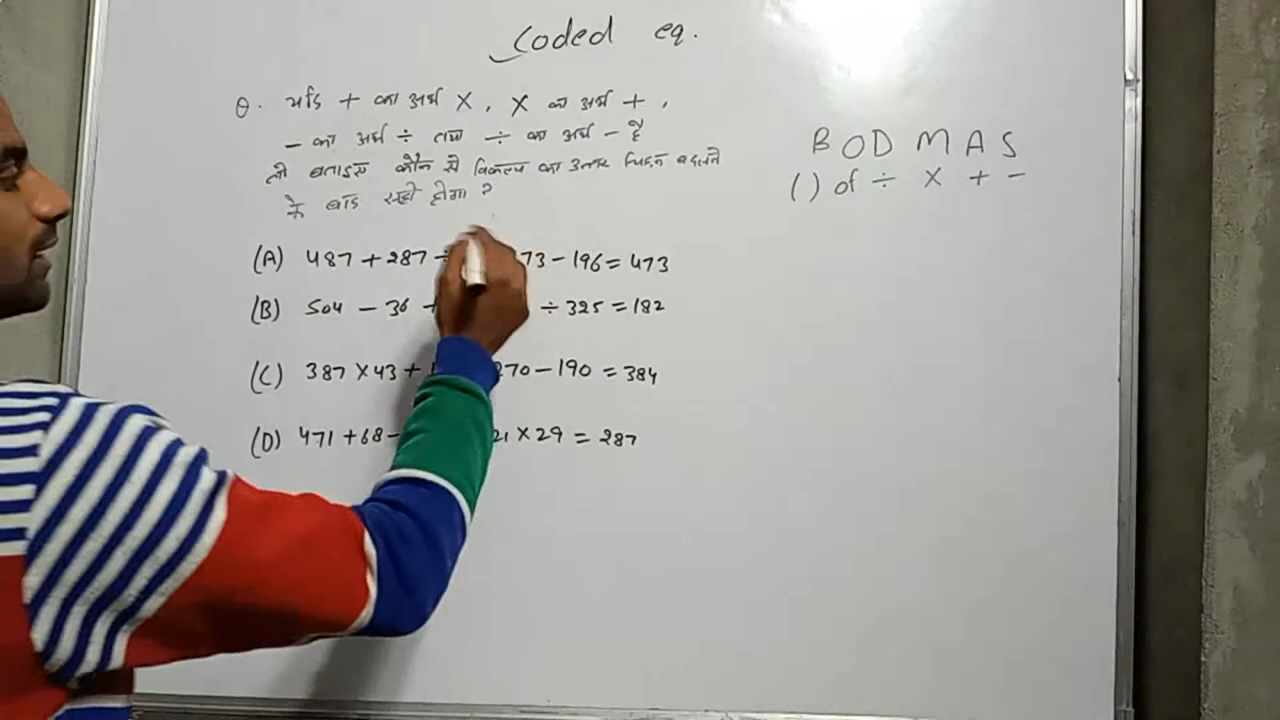 Coded eq.
Q. यदि + का अर्थ X, X का अर्थ +,
- का अर्थ ÷ तथा ÷ का अर्थ - है
तो बताइए कौन से विकल्प का उत्तर चिह्न बदलने
के बाद सही होगा ?
BODMAS
( ) of ÷ X + -
(A) 487 + 287 ÷ 73 - 196 = 473
(B) 504 - 36 + ÷ 325 = 182
(C) 387 X 43 + 270 - 190 = 384
(D) 471 + 68 - 21 X 29 = 287